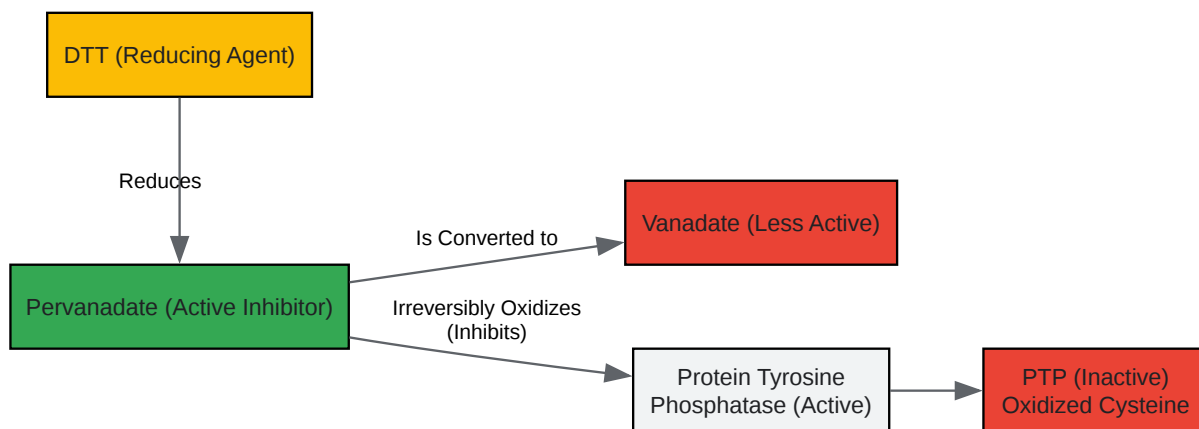 DTT (Reducing Agent)
Reduces
Pervanadate (Active Inhibitor)
Is Converted to
Vanadate (Less Active)
Irreversibly Oxidizes
(Inhibits)
Protein Tyrosine
Phosphatase (Active)
PTP (Inactive)
Oxidized Cysteine